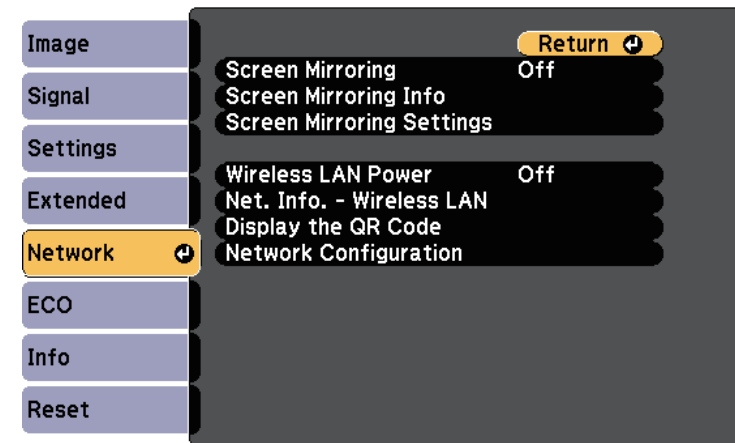 Image
Signal
Settings
Extended
Network
ECO
Info
Reset
Return
Screen Mirroring Off
Screen Mirroring Info
Screen Mirroring Settings
Wireless LAN Power Off
Net. Info. - Wireless LAN
Display the QR Code
Network Configuration